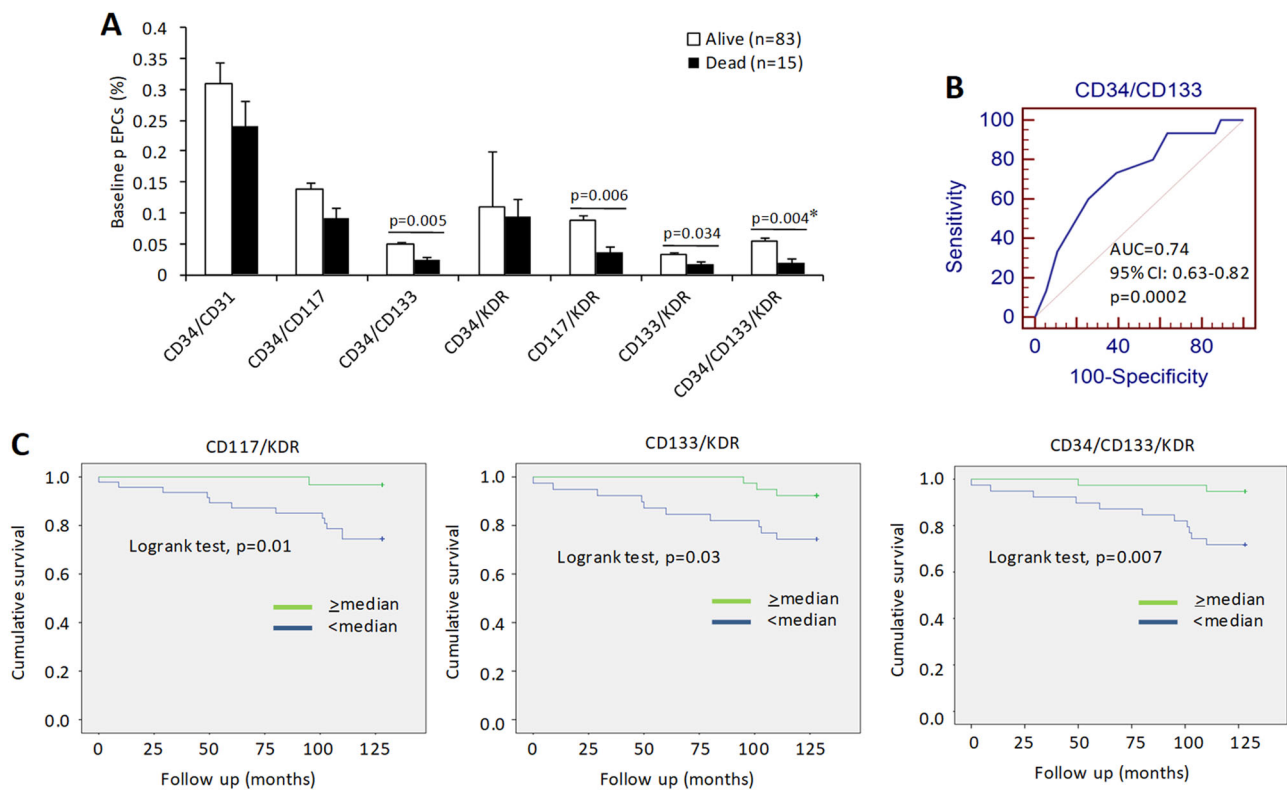 A
Baseline p EPCs (%)
0.4
0.35
0.3
0.25
0.2
0.15
0.1
0.05
0
Alive (n=83)
Dead (n=15)
p=0.005
p=0.006
p=0.034
p=0.004*
CD34/CD31
CD34/CD117
CD34/CD133
CD34/KDR
CD117/KDR
CD133/KDR
CD34/CD133/KDR
B
CD34/CD133
Sensitivity
100
80
60
40
20
0
AUC=0.74
95% CI: 0.63-0.82
p=0.0002
0 40 80
100-Specificity
C
CD117/KDR
Cumulative survival
1.0
0.8
0.6
0.4
0.2
0.0
Logrank test, p=0.01
≥median
<median
0 25 50 75 100 125
Follow up (months)
CD133/KDR
Cumulative survival
1.0
0.8
0.6
0.4
0.2
0.0
Logrank test, p=0.03
≥median
<median
0 25 50 75 100 125
Follow up (months)
CD34/CD133/KDR
Cumulative survival
1.0
0.8
0.6
0.4
0.2
0.0
Logrank test, p=0.007
≥median
<median
0 25 50 75 100 125
Follow up (months)